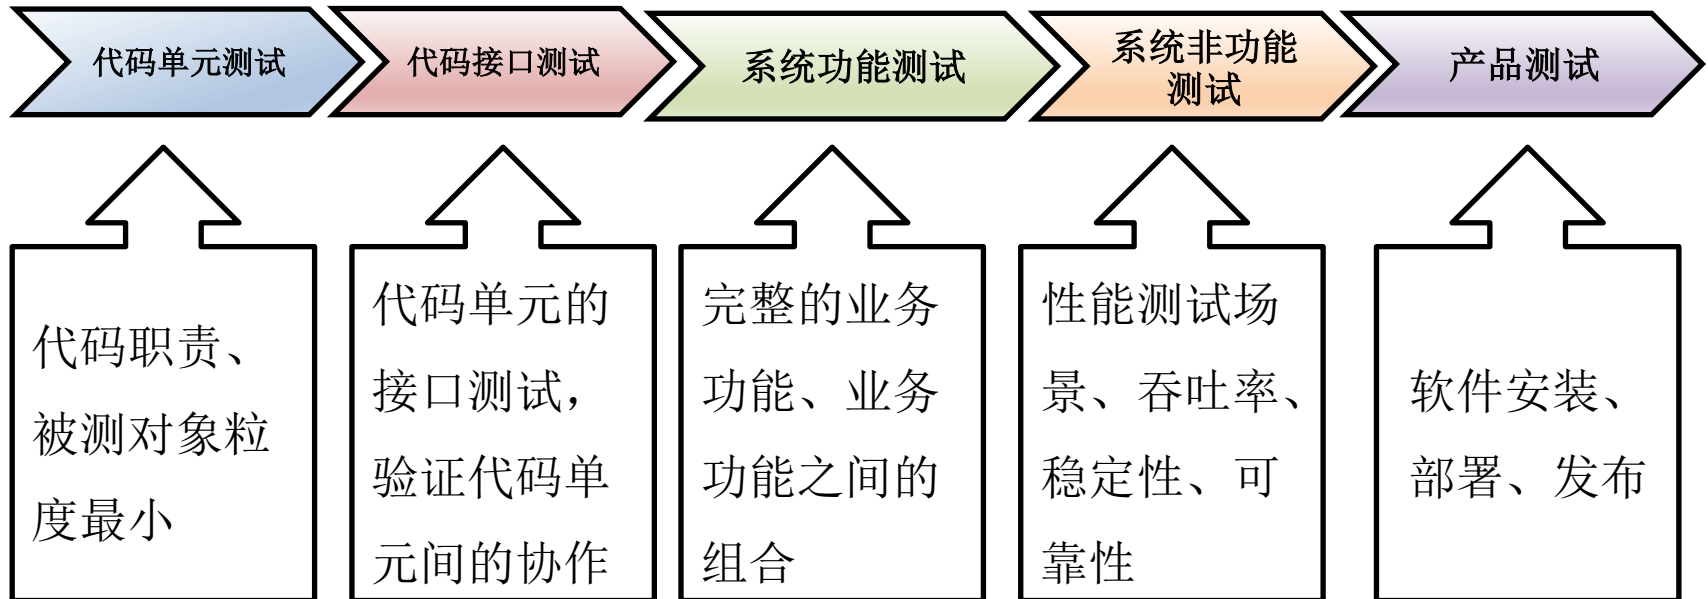 代码单元测试
代码接口测试
系统功能测试
系统非功能
测试
产品测试
代码职责、
被测对象粒
度最小
代码单元的
接口测试，
验证代码单
元间的协作
完整的业务
功能、业务
功能之间的
组合
性能测试场
景、吞吐率、
稳定性、可
靠性
软件安装、
部署、发布